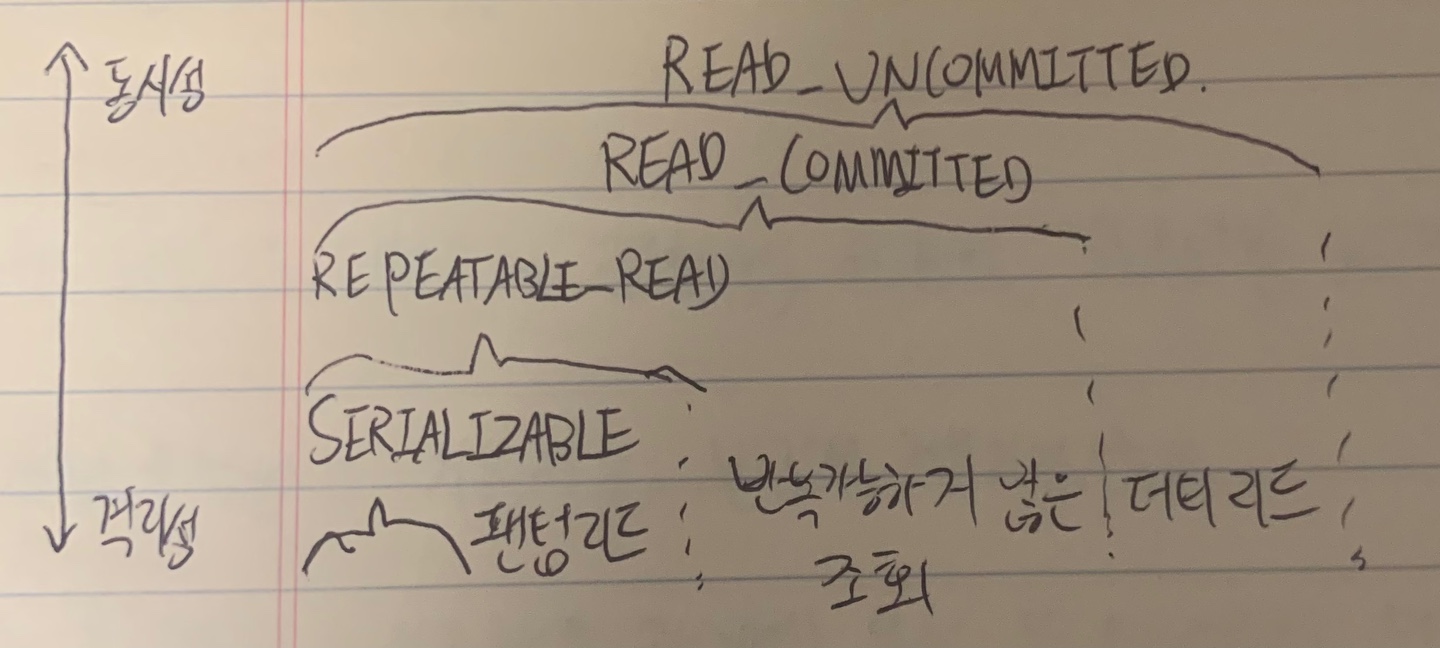 동시성
READ_UNCOMMITTED.
READ_COMMITTED
REPEATABLE_READ
SERIALIZABLE
격리성
팬텀리드
반복가능하거 않은
조회
더티 리드